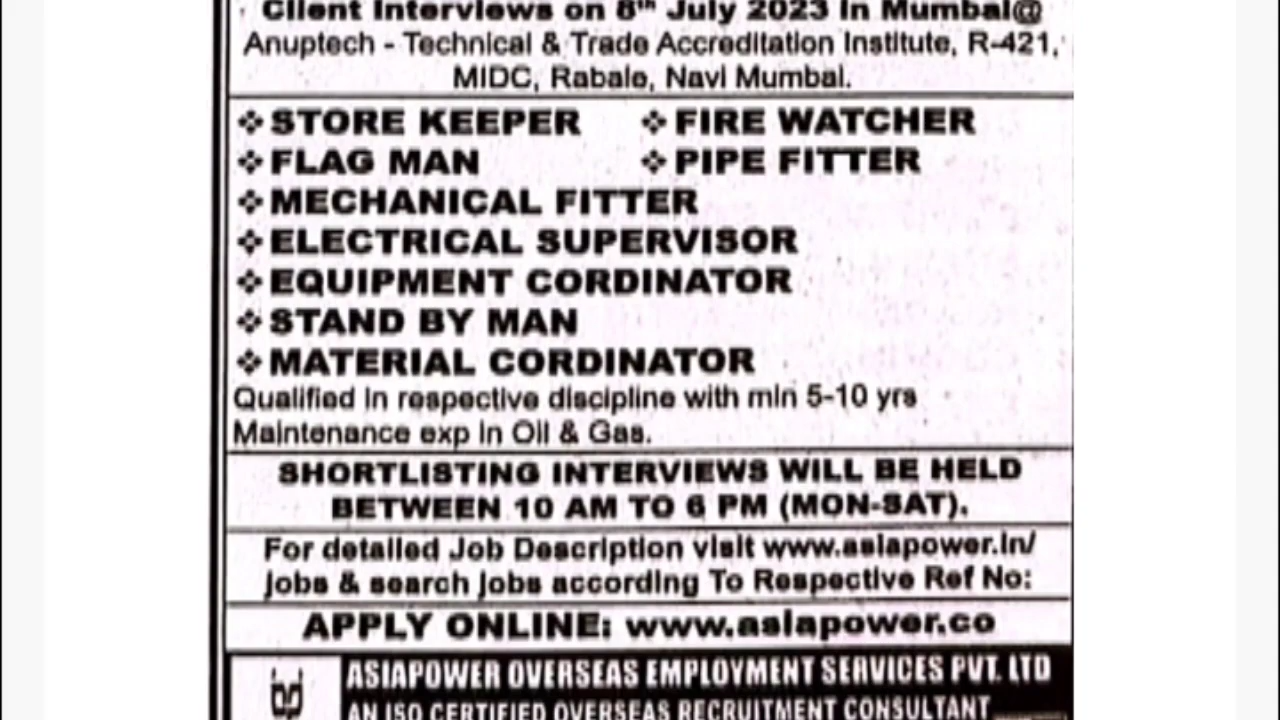 Client Interviews on 8th July 2023 in Mumbai@
Anuptech - Technical & Trade Accreditation Institute, R-421,
MIDC, Rabale, Navi Mumbai.
❖ STORE KEEPER ❖ FIRE WATCHER
❖ FLAG MAN ❖ PIPE FITTER
❖ MECHANICAL FITTER
❖ ELECTRICAL SUPERVISOR
❖ EQUIPMENT CORDINATOR
❖ STAND BY MAN
❖ MATERIAL CORDINATOR
Qualified in respective discipline with min 5-10 yrs
Maintenance exp in Oil & Gas.
SHORTLISTING INTERVIEWS WILL BE HELD
BETWEEN 10 AM TO 6 PM (MON-SAT).
For detailed Job Description visit www.asiapower.in/
jobs & search jobs according To Respective Ref No:
APPLY ONLINE: www.asiapower.co
ASIAPOWER OVERSEAS EMPLOYMENT SERVICES PVT. LTD
AN ISO CERTIFIED OVERSEAS RECRUITMENT CONSULTANT